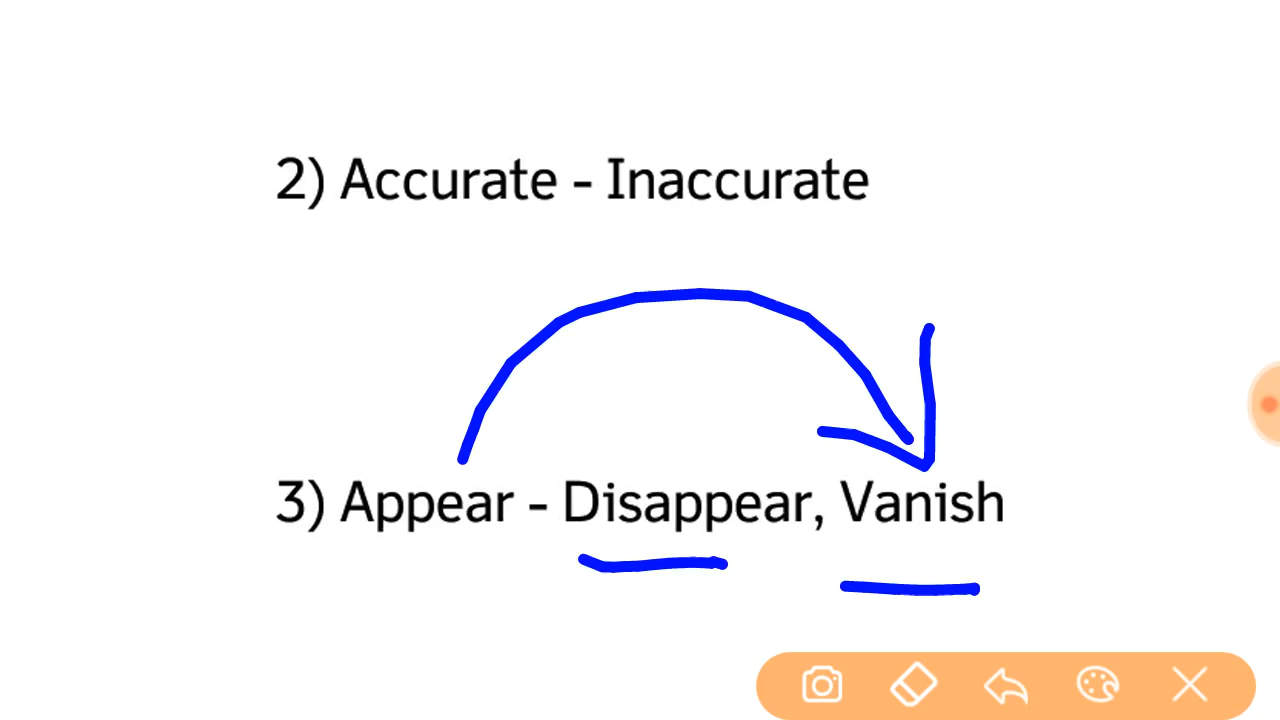 2) Accurate - Inaccurate
3) Appear - Disappear, Vanish